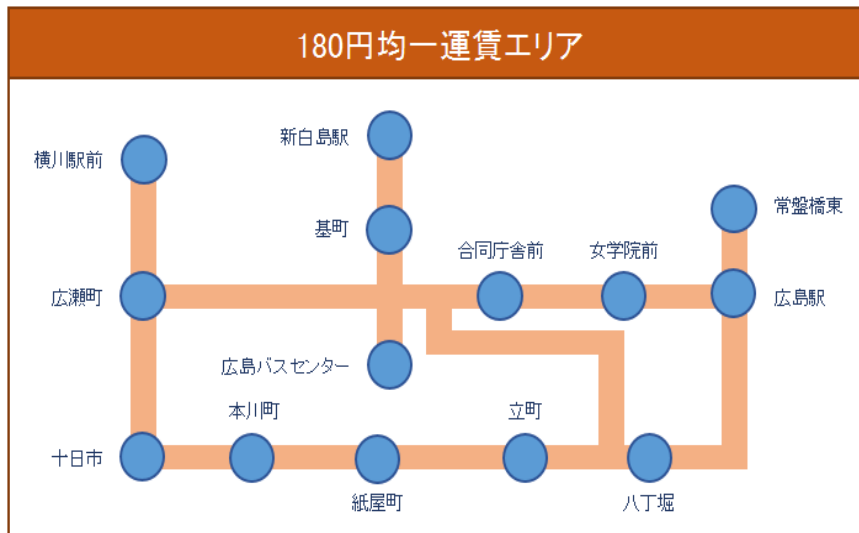 180円均一運賃エリア
新白島駅
横川駅前
常盤橋東
基町
合同庁舎前
女学院前
広瀬町
広島駅
広島バスセンター
本川町
立町
十日市
紙屋町
八丁堀